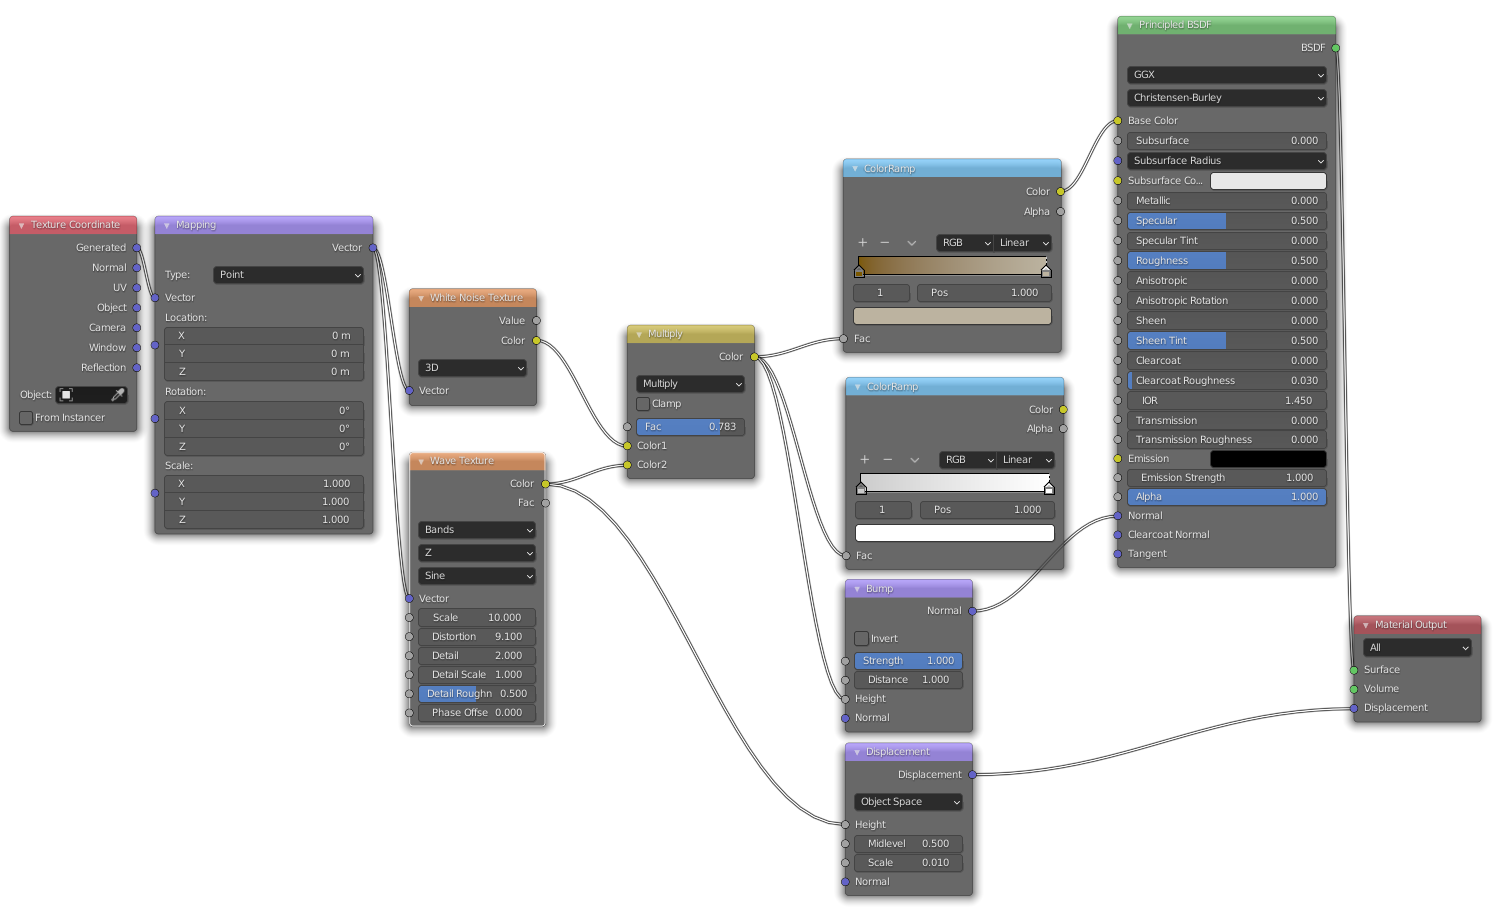 Texture Coordinate
Generated
Normal
UV
Object
Camera
Window
Reflection
Object:
From Instancer
Mapping
Vector
Type: Point
Vector
Location:
X 0 m
Y 0 m
Z 0 m
Rotation:
X 0°
Y 0°
Z 0°
Scale:
X 1.000
Y 1.000
Z 1.000
White Noise Texture
Value
Color
3D
Vector
Wave Texture
Color
Fac
Bands
Z
Sine
Vector
Scale 10.000
Distortion 9.100
Detail 2.000
Detail Scale 1.000
Detail Roughn 0.500
Phase Offse 0.000
Multiply
Color
Multiply
Clamp
Fac 0.783
Color1
Color2
ColorRamp
Color
Alpha
RGB Linear
1 Pos 1.000
Fac
ColorRamp
Color
Alpha
RGB Linear
1 Pos 1.000
Fac
Bump
Normal
Invert
Strength 1.000
Distance 1.000
Height
Normal
Displacement
Displacement
Object Space
Height
Midlevel 0.500
Scale 0.010
Normal
Principled BSDF
BSDF
GGX
Christensen-Burley
Base Color
Subsurface 0.000
Subsurface Radius
Subsurface Co...
Metallic 0.000
Specular 0.500
Specular Tint 0.000
Roughness 0.500
Anisotropic 0.000
Anisotropic Rotation 0.000
Sheen 0.000
Sheen Tint 0.500
Clearcoat 0.000
Clearcoat Roughness 0.030
IOR 1.450
Transmission 0.000
Transmission Roughness 0.000
Emission
Emission Strength 1.000
Alpha 1.000
Normal
Clearcoat Normal
Tangent
Material Output
All
Surface
Volume
Displacement